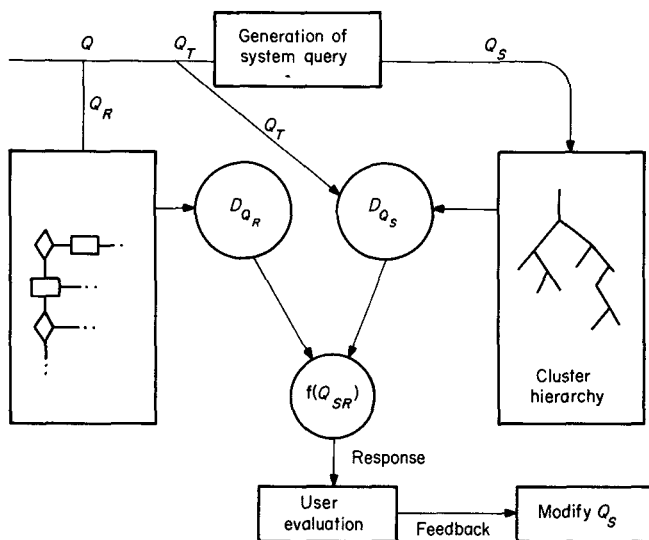 Q
Q_T
Generation of
system query
Q_S
Q_R
Q_T
D_{Q_R}
D_{Q_S}
Cluster
hierarchy
f(Q_{SR})
Response
User
evaluation
Feedback
Modify Q_S